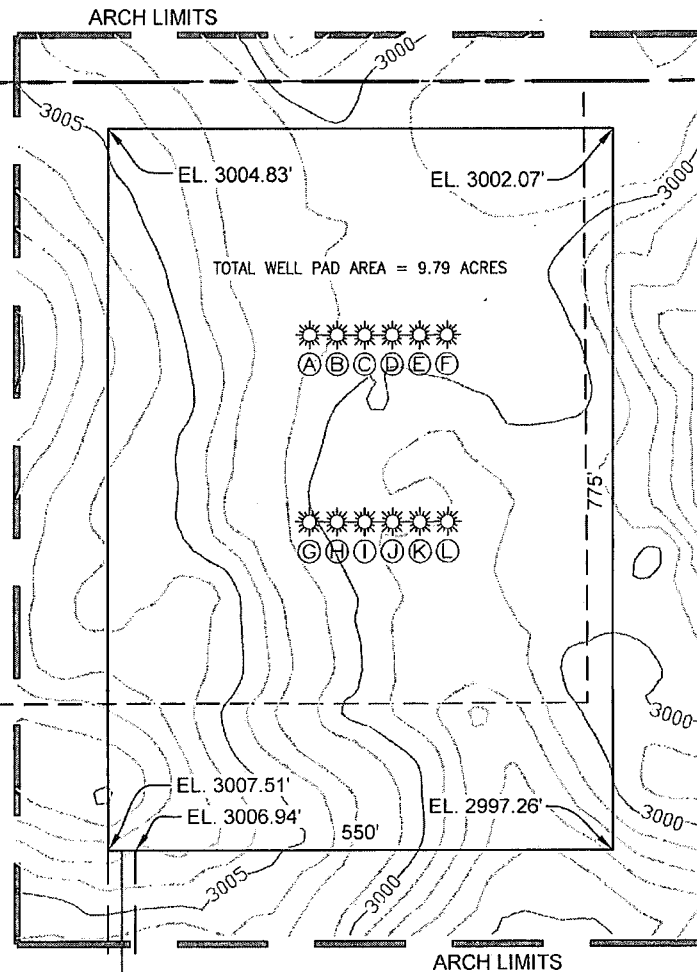 ARCH LIMITS
3000
3005
EL. 3004.83'
EL. 3002.07'
3000
TOTAL WELL PAD AREA = 9.79 ACRES
A B C D E F
775'
G H I J K L
3000
EL. 3007.51'
EL. 3006.94'
EL. 2997.26'
550'
3000
3005
3000
ARCH LIMITS